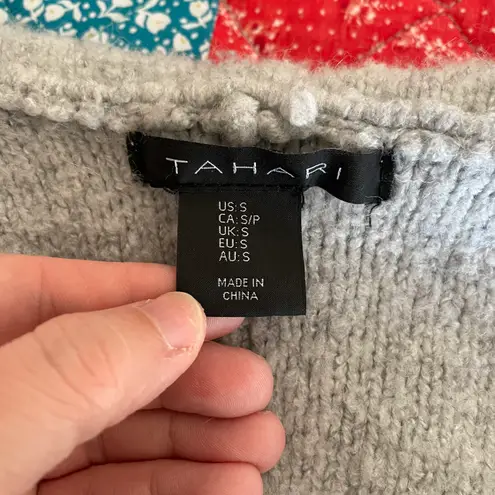 TAHARI
US: S
CA: S/P
UK: S
EU: S
AU: S
MADE IN
CHINA